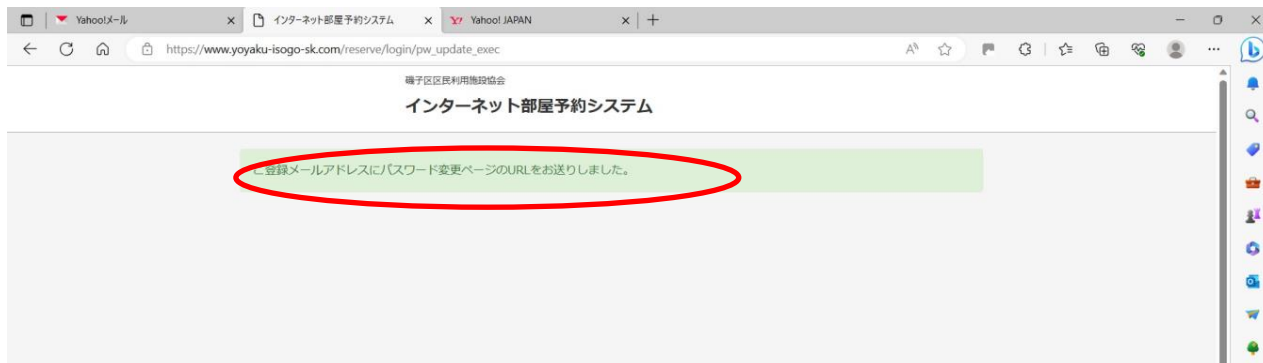 Yahoo!メール
インターネット部屋予約システム
Yahoo! JAPAN
https://www.yoyaku-isogo-sk.com/reserve/login/pw_update_exec
磯子区区民利用施設協会
インターネット部屋予約システム
ご登録メールアドレスにパスワード変更ページのURLをお送りしました。